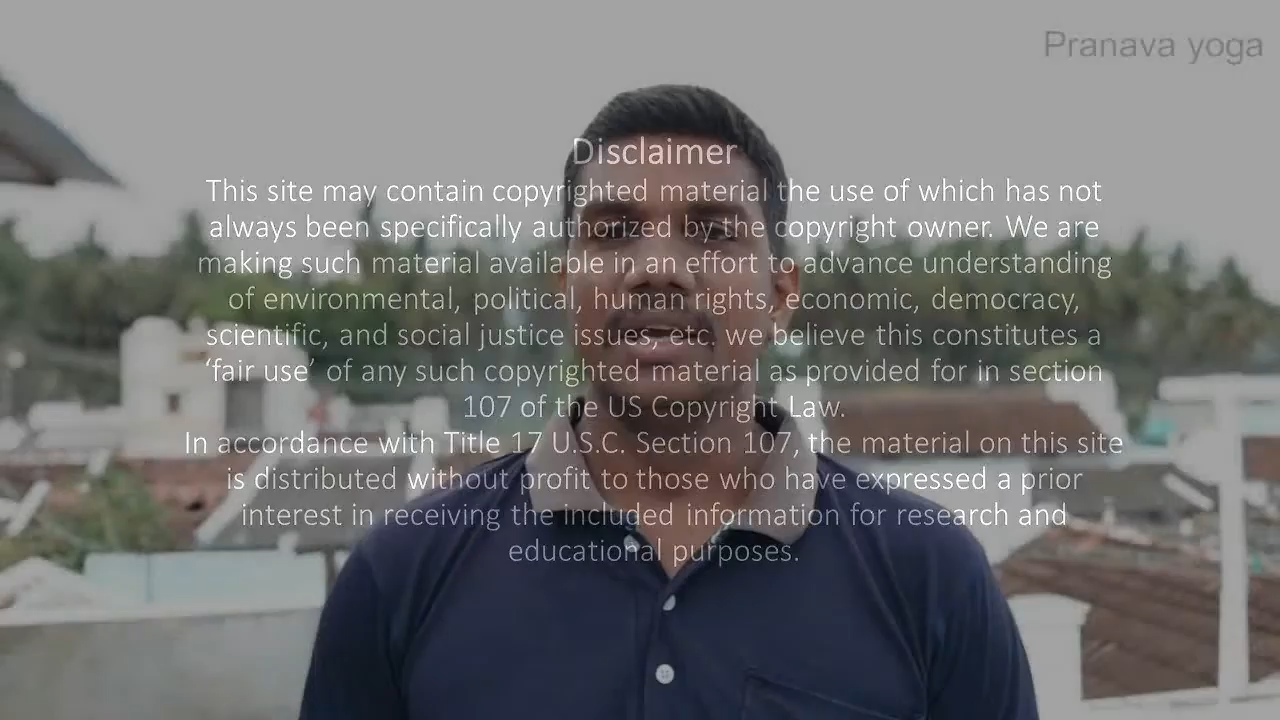 Pranava yoga
Disclaimer
This site may contain copyrighted material the use of which has not
always been specifically authorized by the copyright owner. We are
making such material available in an effort to advance understanding
of environmental, political, human rights, economic, democracy,
scientific, and social justice issues, etc. we believe this constitutes a
‘fair use’ of any such copyrighted material as provided for in section
107 of the US Copyright Law.
In accordance with Title 17 U.S.C. Section 107, the material on this site
is distributed without profit to those who have expressed a prior
interest in receiving the included information for research and
educational purposes.